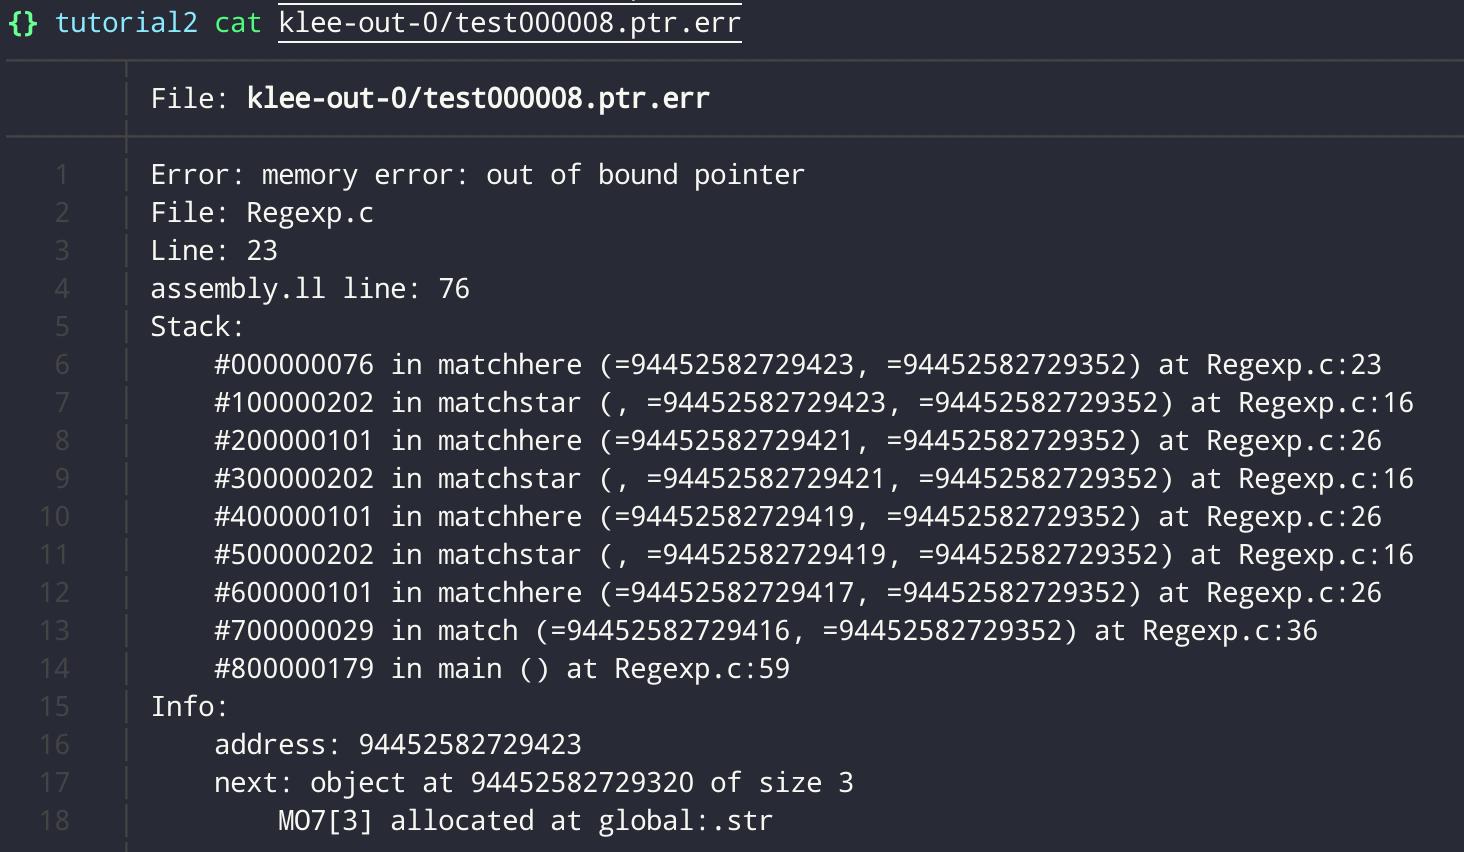 {} tutorial2 cat klee-out-0/test000008.ptr.err
File: klee-out-0/test000008.ptr.err
1 Error: memory error: out of bound pointer
2 File: Regexp.c
3 Line: 23
4 assembly.ll line: 76
5 Stack:
6 #000000076 in matchhere (=94452582729423, =94452582729352) at Regexp.c:23
7 #100000202 in matchstar (, =94452582729423, =94452582729352) at Regexp.c:16
8 #200000101 in matchhere (=94452582729421, =94452582729352) at Regexp.c:26
9 #300000202 in matchstar (, =94452582729421, =94452582729352) at Regexp.c:16
10 #400000101 in matchhere (=94452582729419, =94452582729352) at Regexp.c:26
11 #500000202 in matchstar (, =94452582729419, =94452582729352) at Regexp.c:16
12 #600000101 in matchhere (=94452582729417, =94452582729352) at Regexp.c:26
13 #700000029 in match (=94452582729416, =94452582729352) at Regexp.c:36
14 #800000179 in main () at Regexp.c:59
15 Info:
16 address: 94452582729423
17 next: object at 94452582729320 of size 3
18 MO7[3] allocated at global:.str